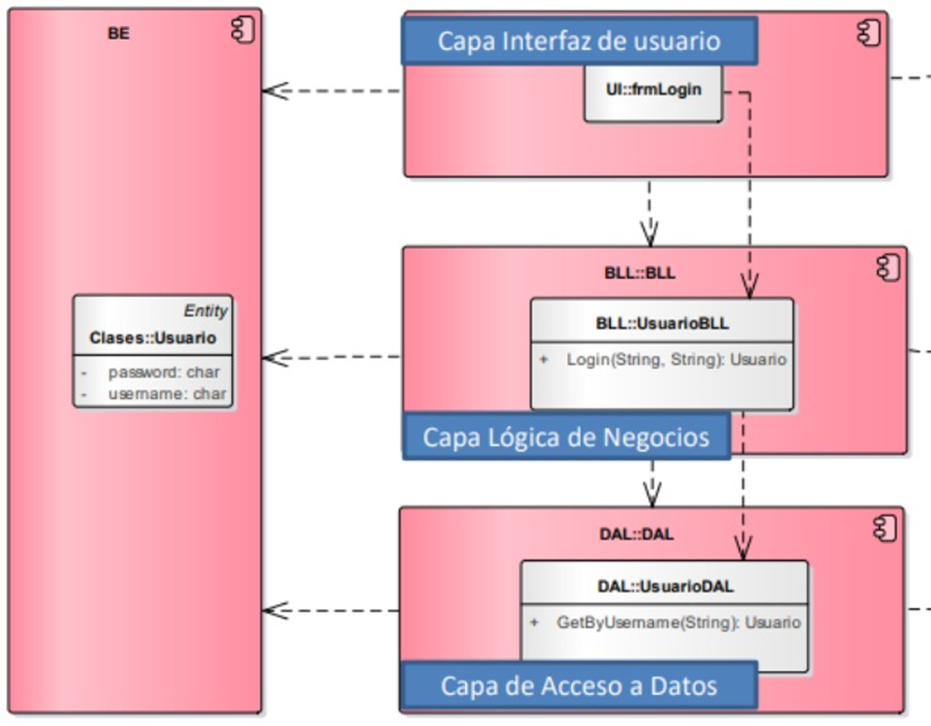 BE
Entity
Clases::Usuario
- password: char
- username: char
Capa Interfaz de usuario
UI::frmLogin
BLL::BLL
BLL::UsuarioBLL
+ Login(String, String): Usuario
Capa Lógica de Negocios
DAL::DAL
DAL::UsuarioDAL
+ GetByUsername(String): Usuario
Capa de Acceso a Datos